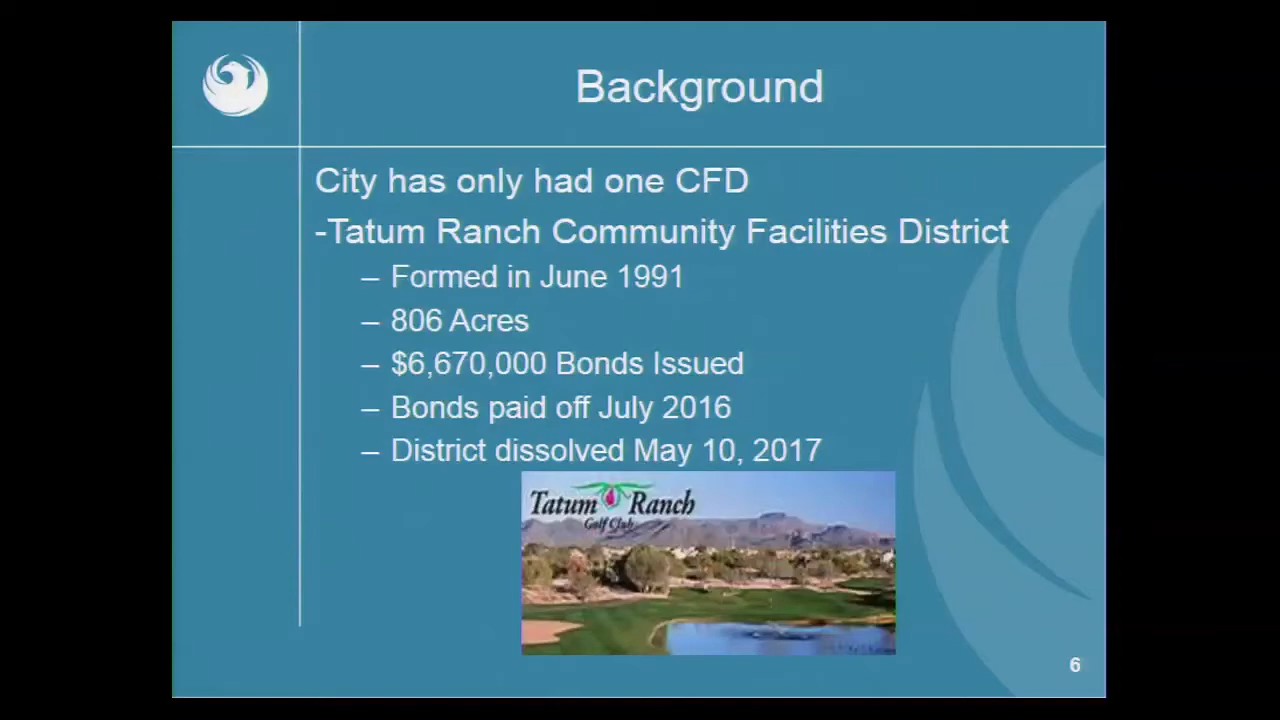 Background
City has only had one CFD
-Tatum Ranch Community Facilities District
– Formed in June 1991
– 806 Acres
– $6,670,000 Bonds Issued
– Bonds paid off July 2016
– District dissolved May 10, 2017
Tatum Ranch
Golf Club
6